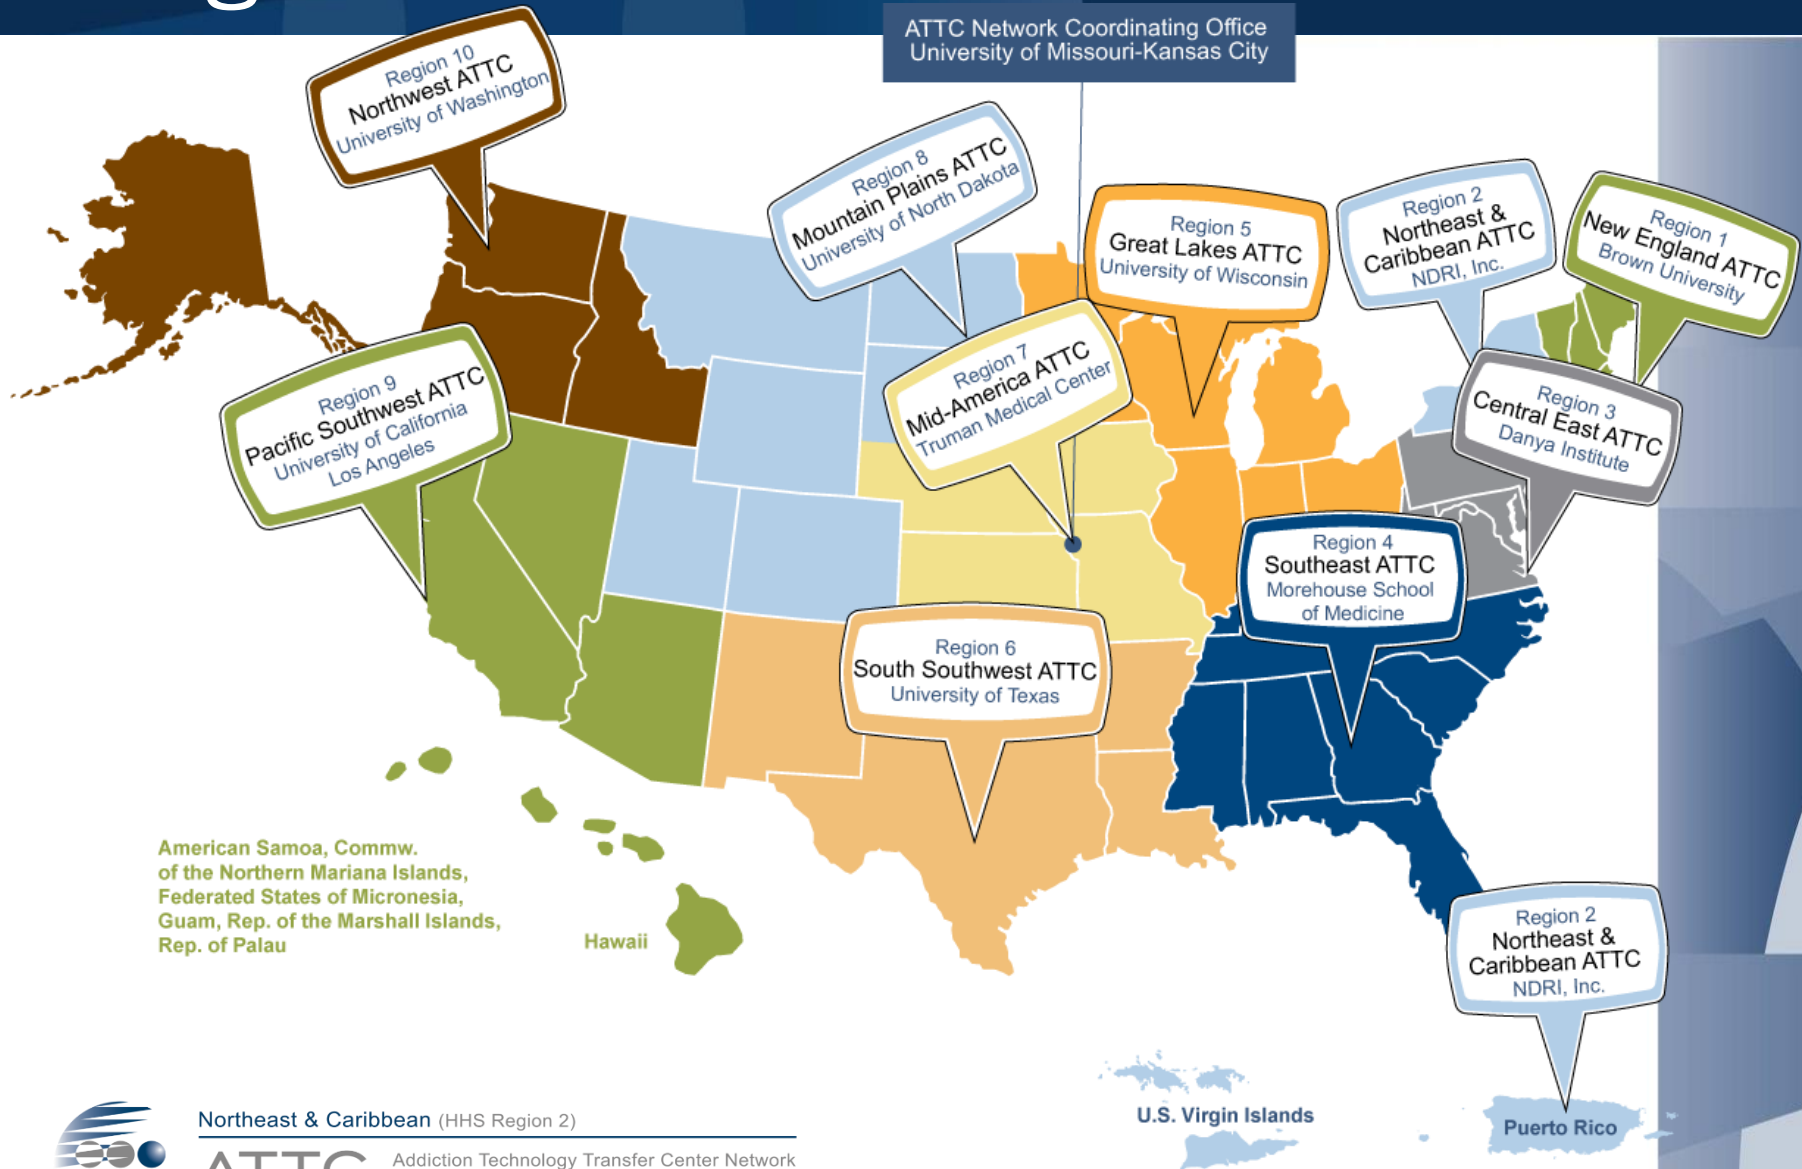 ATTC Network Coordinating Office
University of Missouri-Kansas City
Region 10
Northwest ATTC
University of Washington
Region 8
Mountain Plains ATTC
University of North Dakota
Region 5
Great Lakes ATTC
University of Wisconsin
Region 2
Northeast &
Caribbean ATTC
NDRI, Inc.
Region 1
New England ATTC
Brown University
Region 9
Pacific Southwest ATTC
University of California
Los Angeles
Region 7
Mid-America ATTC
Truman Medical Center
Region 3
Central East ATTC
Danya Institute
Region 4
Southeast ATTC
Morehouse School
of Medicine
Region 6
South Southwest ATTC
University of Texas
American Samoa, Commw.
of the Northern Mariana Islands,
Federated States of Micronesia,
Guam, Rep. of the Marshall Islands,
Rep. of Palau
Hawaii
Region 2
Northeast &
Caribbean ATTC
NDRI, Inc.
U.S. Virgin Islands
Puerto Rico
Northeast & Caribbean (HHS Region 2)
ATTC
Addiction Technology Transfer Center Network